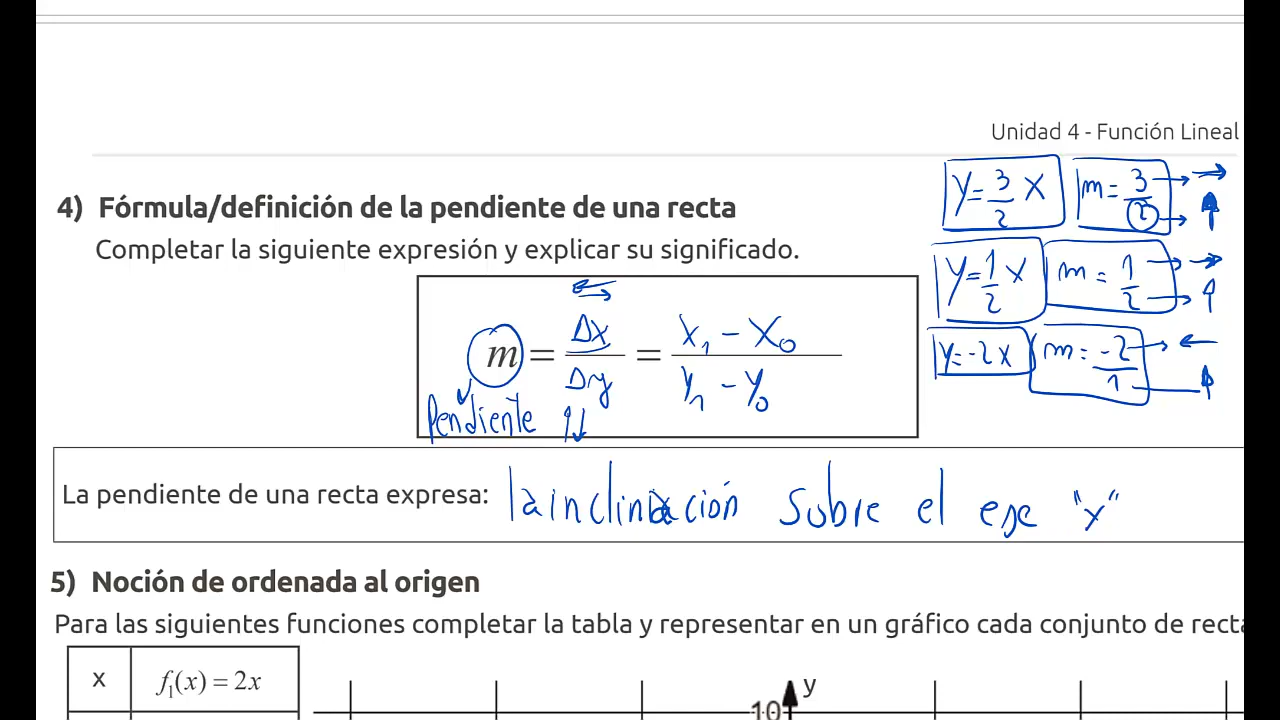 Unidad 4 - Función Lineal
4) Fórmula/definición de la pendiente de una recta
Completar la siguiente expresión y explicar su significado.
y = 3/2 x   m = 3/2
y = 1/2 x   m = 1/2
y = -2x   m = -2/1
m = Δx/Δy = x₁ - x₀ / y₁ - y₀
Pendiente
La pendiente de una recta expresa: la inclinación sobre el eje "x"
5) Noción de ordenada al origen
Para las siguientes funciones completar la tabla y representar en un gráfico cada conjunto de recta
x   f₁(x) = 2x
y
10